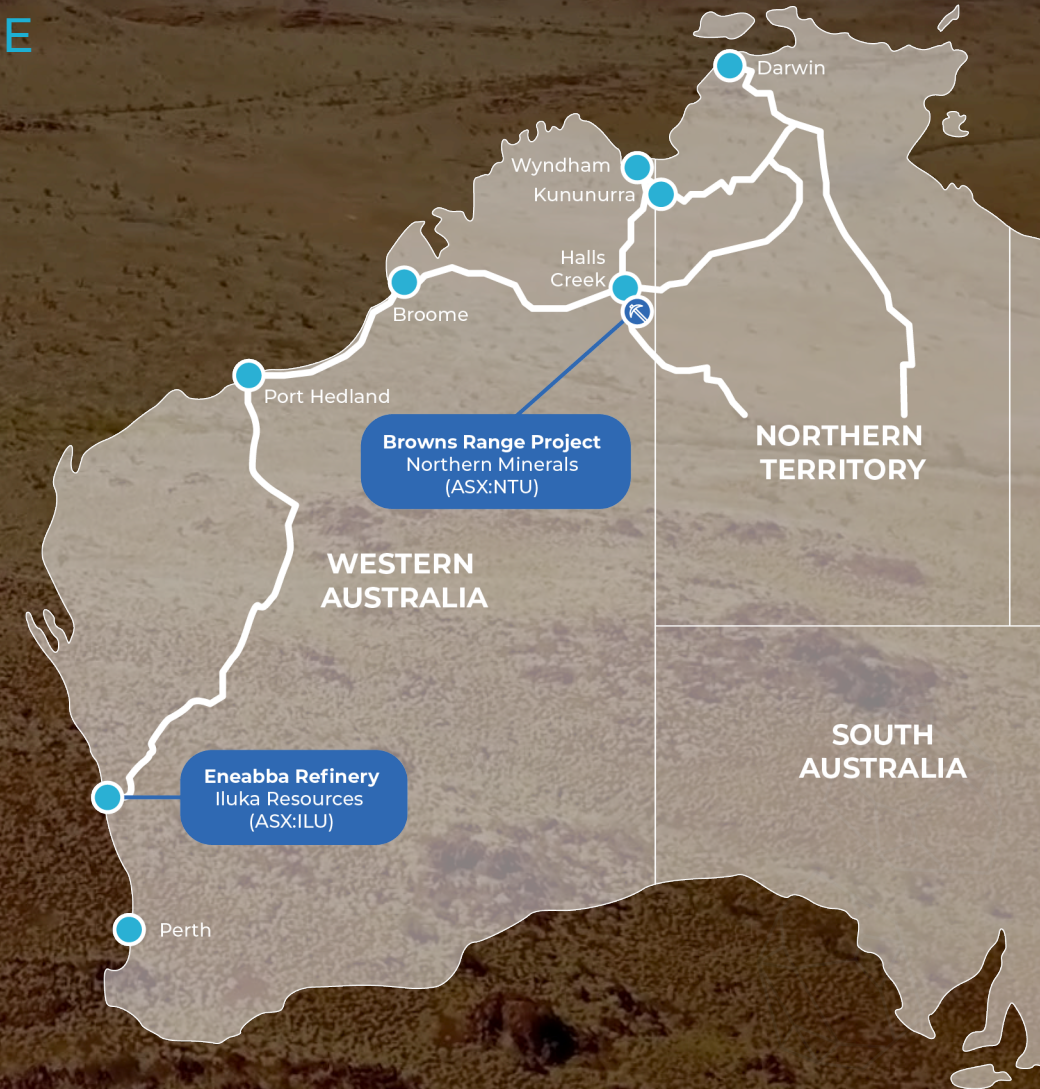 E
Darwin
Wyndham
Kununurra
Halls
Creek
Broome
Port Hedland
Browns Range Project
Northern Minerals
(ASX:NTU)
NORTHERN
TERRITORY
WESTERN
AUSTRALIA
SOUTH
AUSTRALIA
Eneabba Refinery
Iluka Resources
(ASX:ILU)
Perth